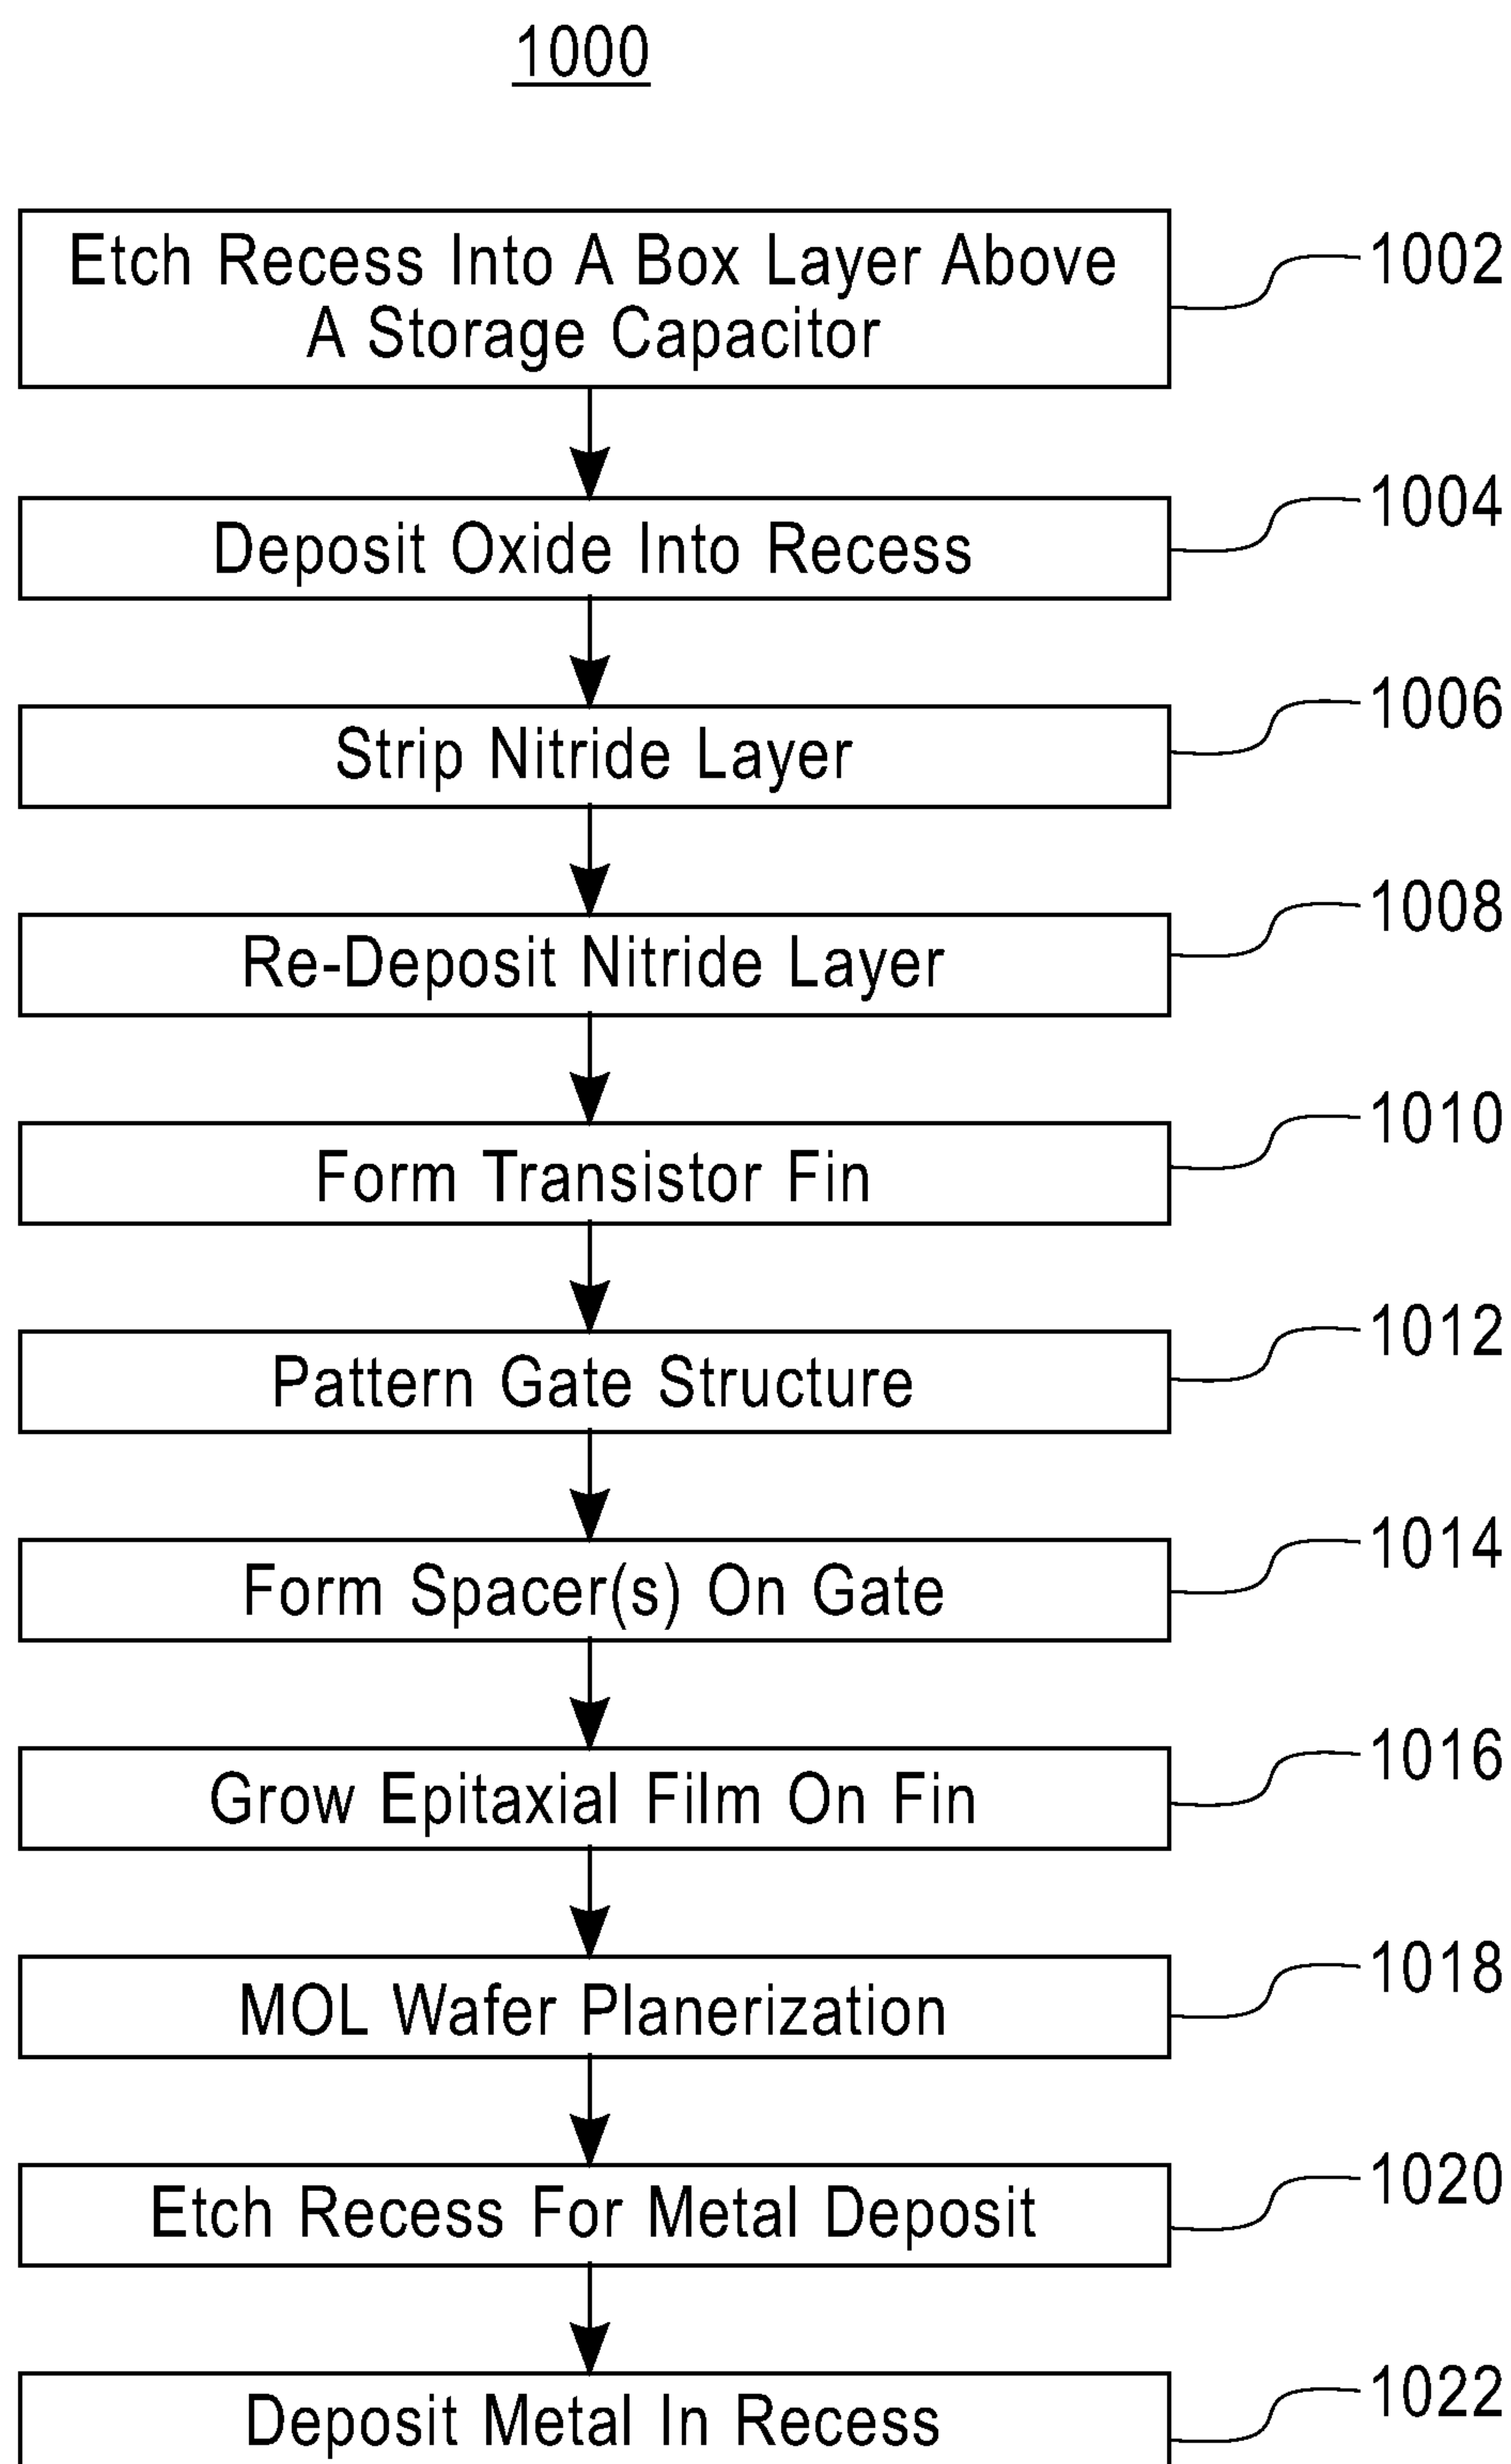 1000
Etch Recess Into A Box Layer Above
A Storage Capacitor
1002
Deposit Oxide Into Recess
1004
Strip Nitride Layer
1006
Re-Deposit Nitride Layer
1008
Form Transistor Fin
1010
Pattern Gate Structure
1012
Form Spacer(s) On Gate
1014
Grow Epitaxial Film On Fin
1016
MOL Wafer Planerization
1018
Etch Recess For Metal Deposit
1020
Deposit Metal In Recess
1022